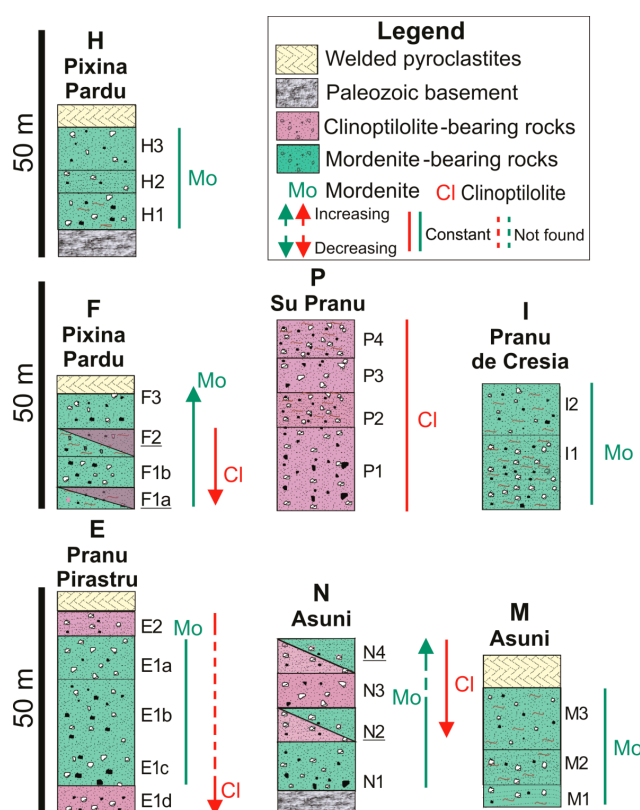 H
Pixina
Pardu
50 m
H3
H2
H1
Mo
Legend
Welded pyroclastites
Paleozoic basement
Clinoptilolite-bearing rocks
Mordenite-bearing rocks
Mo Mordenite Cl Clinoptilolite
Increasing
Decreasing
Constant
Not found
F
Pixina
Pardu
50 m
F3
F2
F1b
F1a
Mo
Cl
P
Su Pranu
P4
P3
P2
P1
Cl
I
Pranu
de Cresia
I2
I1
Mo
E
Pranu
Pirastru
50 m
E2
E1a
E1b
E1c
E1d
Mo
Cl
N
Asuni
N4
N3
N2
N1
Mo
Cl
M
Asuni
M3
M2
M1
Mo